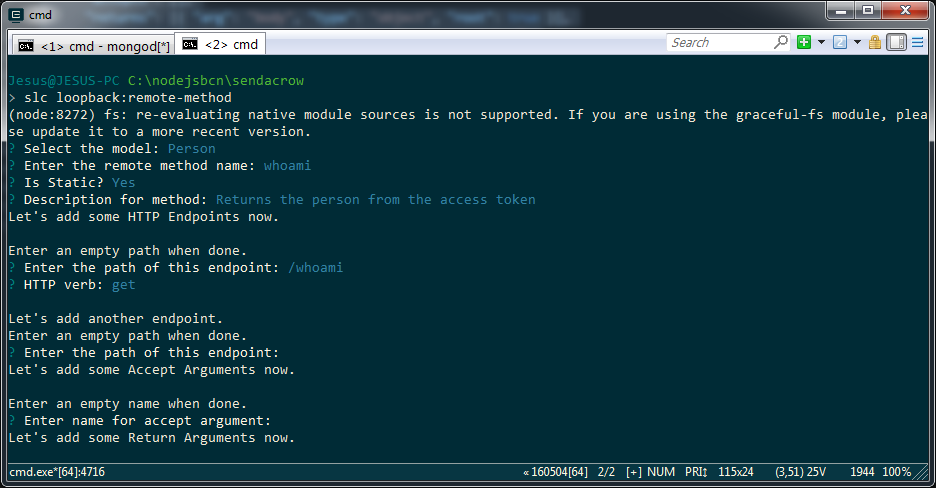 cmd
<1> cmd - mongod[*]
<2> cmd
Search
Jesus@JESUS-PC C:\nodejsbcn\sendacrow
> slc loopback:remote-method
(node:8272) fs: re-evaluating native module sources is not supported. If you are using the graceful-fs module, plea
se update it to a more recent version.
? Select the model: Person
? Enter the remote method name: whoami
? Is Static? Yes
? Description for method: Returns the person from the access token
Let's add some HTTP Endpoints now.
Enter an empty path when done.
? Enter the path of this endpoint: /whoami
? HTTP verb: get
Let's add another endpoint.
Enter an empty path when done.
? Enter the path of this endpoint:
Let's add some Accept Arguments now.
Enter an empty name when done.
? Enter name for accept argument:
Let's add some Return Arguments now.
cmd.exe*[64]:4716
« 160504[64] 2/2 [+] NUM PRI↕ 115x24 (3,51) 25V 1944 100%